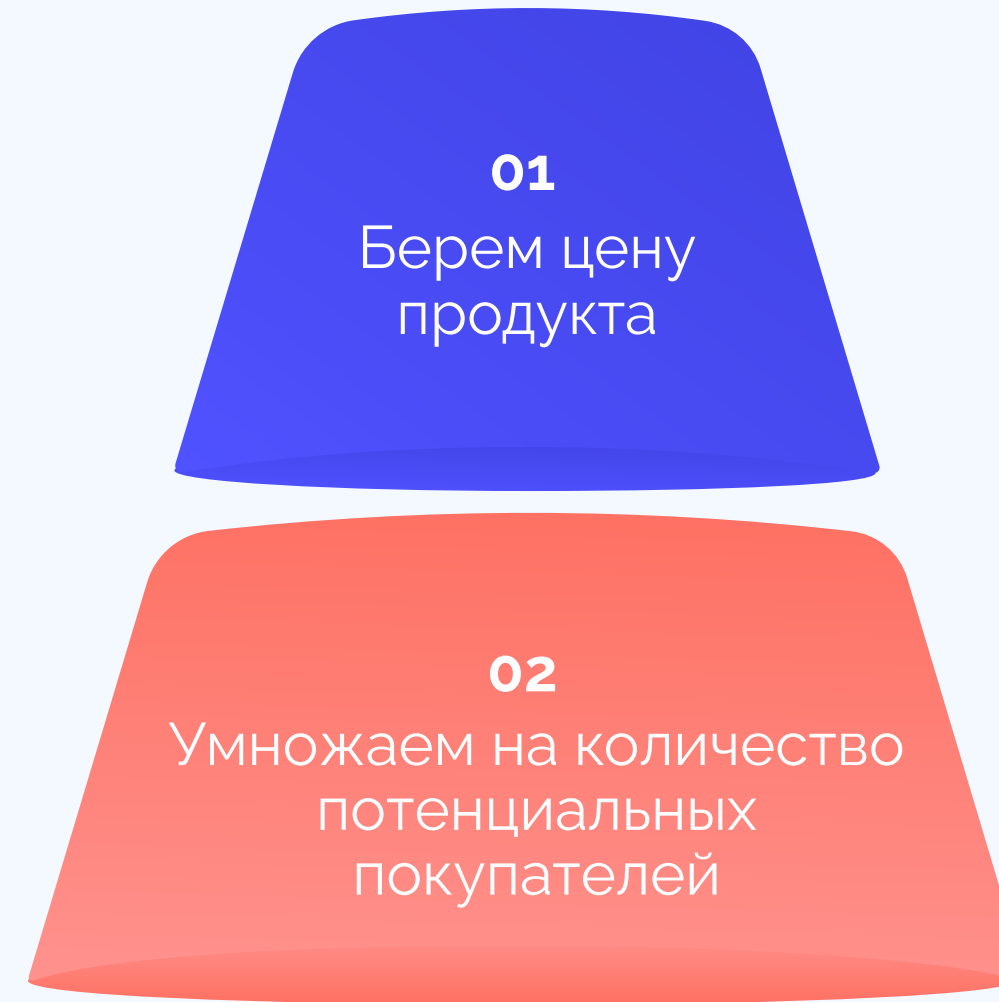 01
Берем цену
продукта
02
Умножаем на количество
потенциальных
покупателей